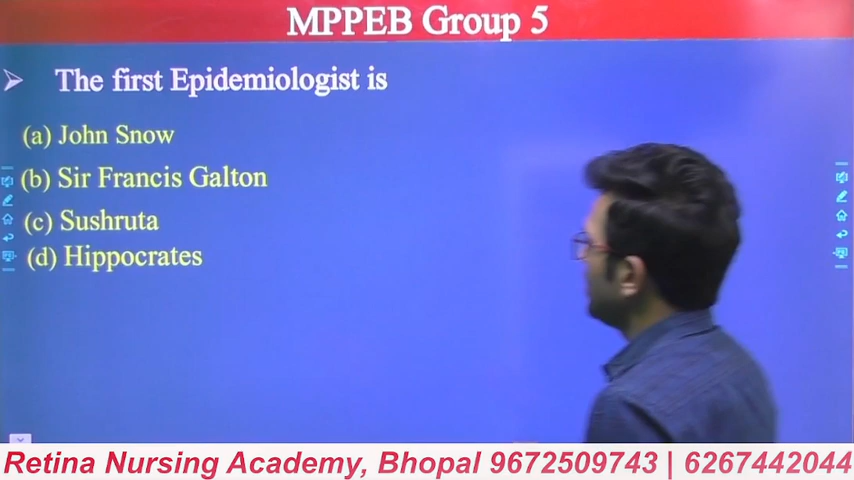 MPPEB Group 5
➢ The first Epidemiologist is
(a) John Snow
(b) Sir Francis Galton
(c) Sushruta
(d) Hippocrates
Retina Nursing Academy, Bhopal 9672509743 | 6267442044